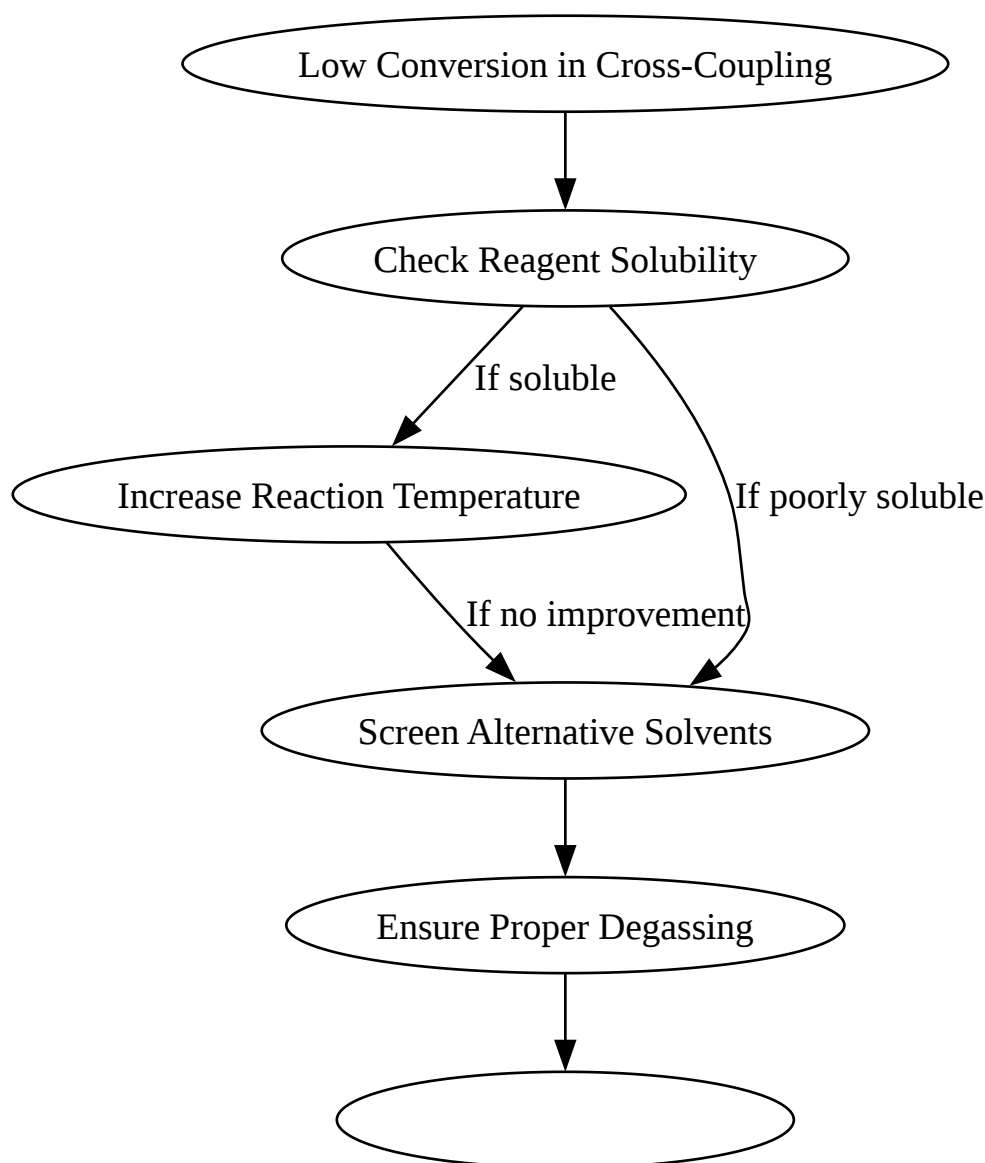 Low Conversion in Cross-Coupling
Check Reagent Solubility
If soluble
Increase Reaction Temperature
If poorly soluble
If no improvement
Screen Alternative Solvents
Ensure Proper Degassing